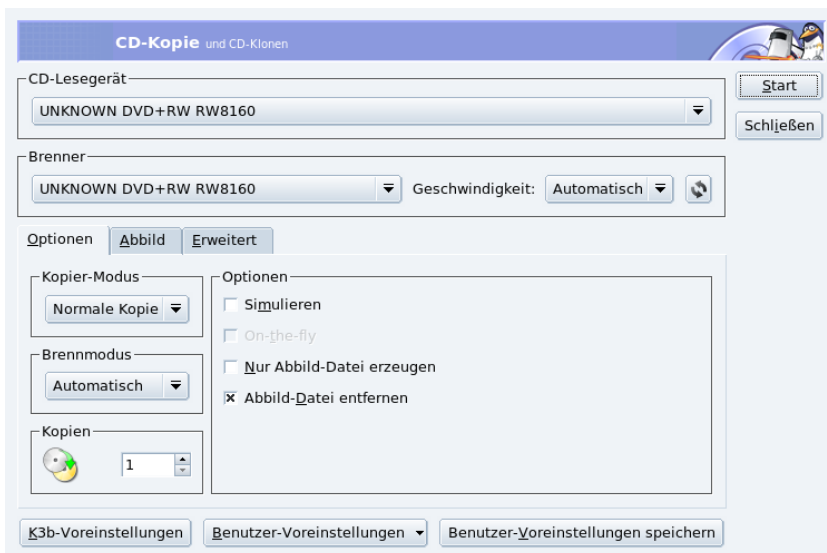 CD-Kopie und CD-Klonen
CD-Lesegerät
UNKNOWN DVD+RW RW8160
Start
Schließen
Brenner
UNKNOWN DVD+RW RW8160
Geschwindigkeit: Automatisch
Optionen Abbild Erweitert
Kopier-Modus
Normale Kopie
Brennmodus
Automatisch
Kopien
1
Optionen
Simulieren
On-the-fly
Nur Abbild-Datei erzeugen
Abbild-Datei entfernen
K3b-Voreinstellungen
Benutzer-Voreinstellungen
Benutzer-Voreinstellungen speichern